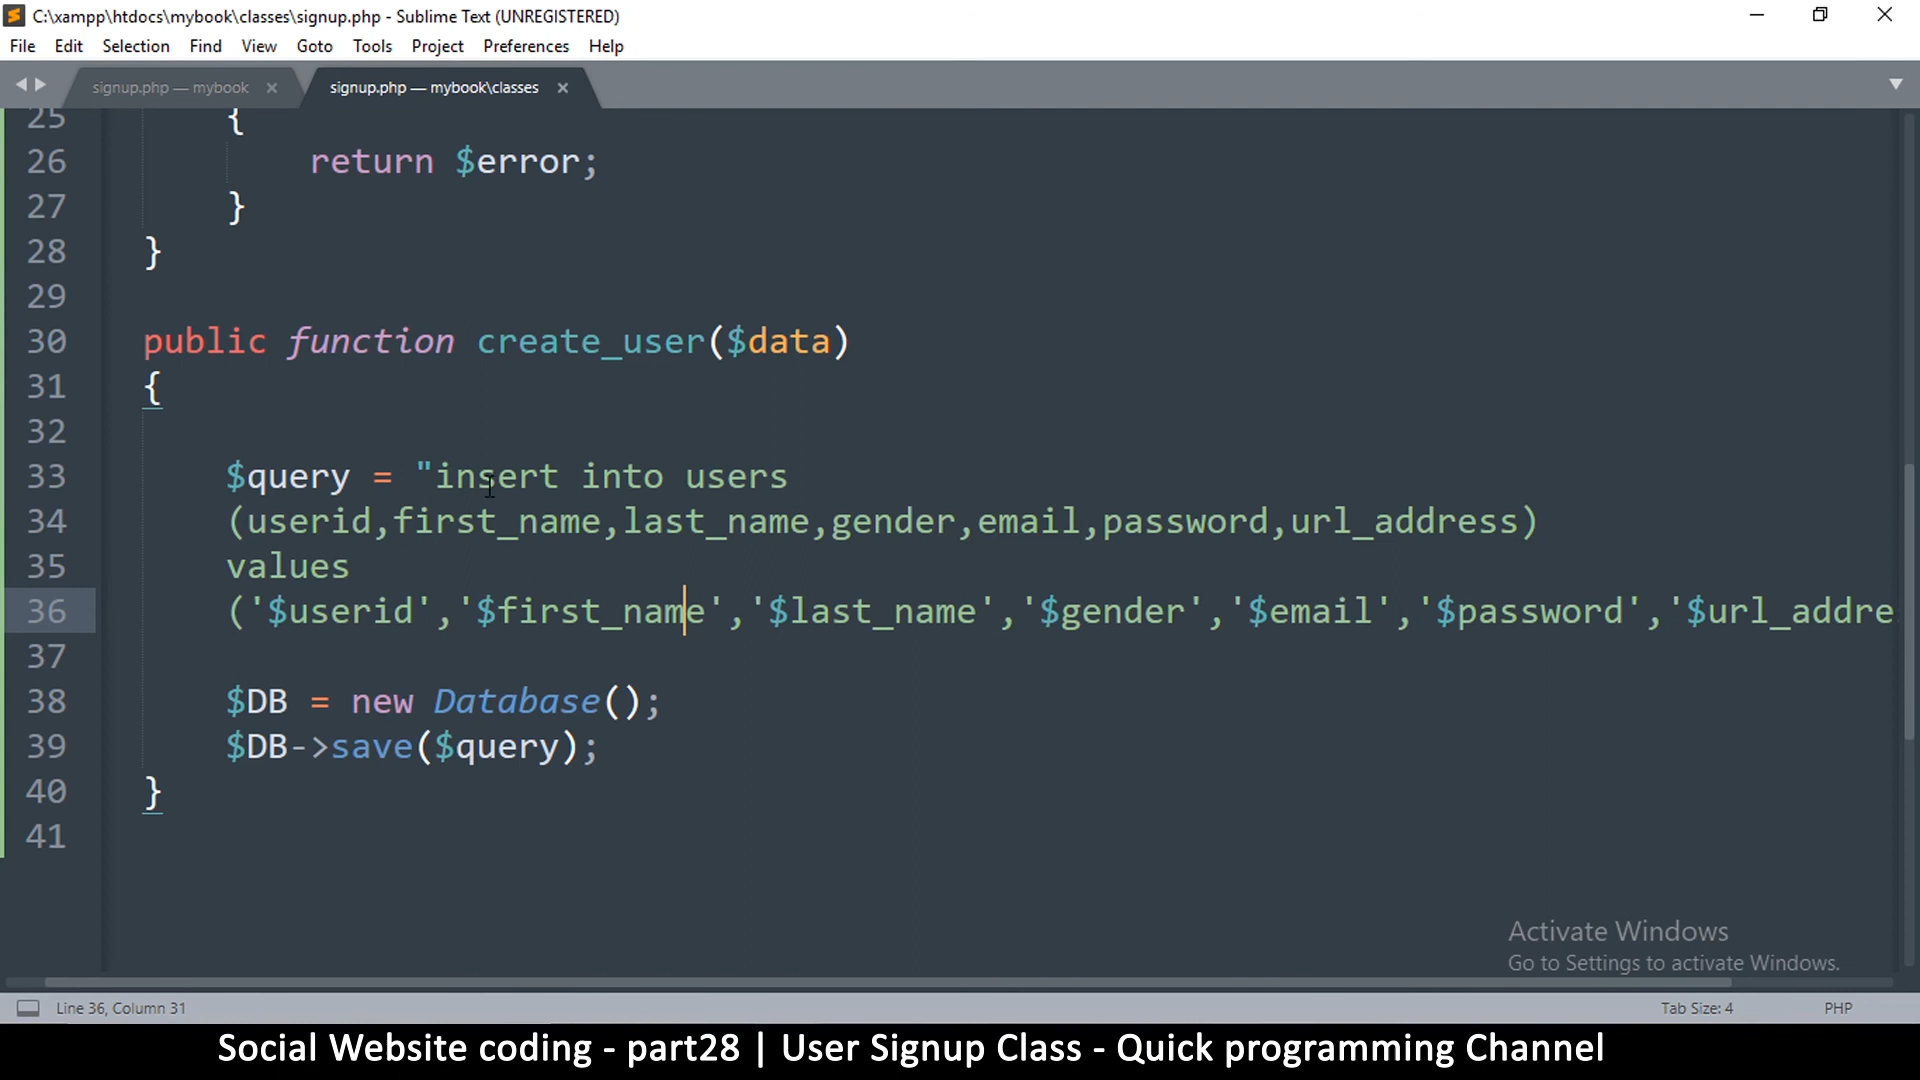 C:\xampp\htdocs\mybook\classes\signup.php - Sublime Text (UNREGISTERED)
File Edit Selection Find View Goto Tools Project Preferences Help
signup.php — mybook signup.php — mybook\classes
25 {
26 return $error;
27 }
28 }
29
30 public function create_user($data)
31 {
32
33 $query = "insert into users
34 (userid,first_name,last_name,gender,email,password,url_address)
35 values
36 ('$userid','$first_name','$last_name','$gender','$email','$password','$url_addre
37
38 $DB = new Database();
39 $DB->save($query);
40 }
41
Activate Windows
Go to Settings to activate Windows.
Line 36, Column 31 Tab Size: 4 PHP
Social Website coding - part28 | User Signup Class - Quick programming Channel